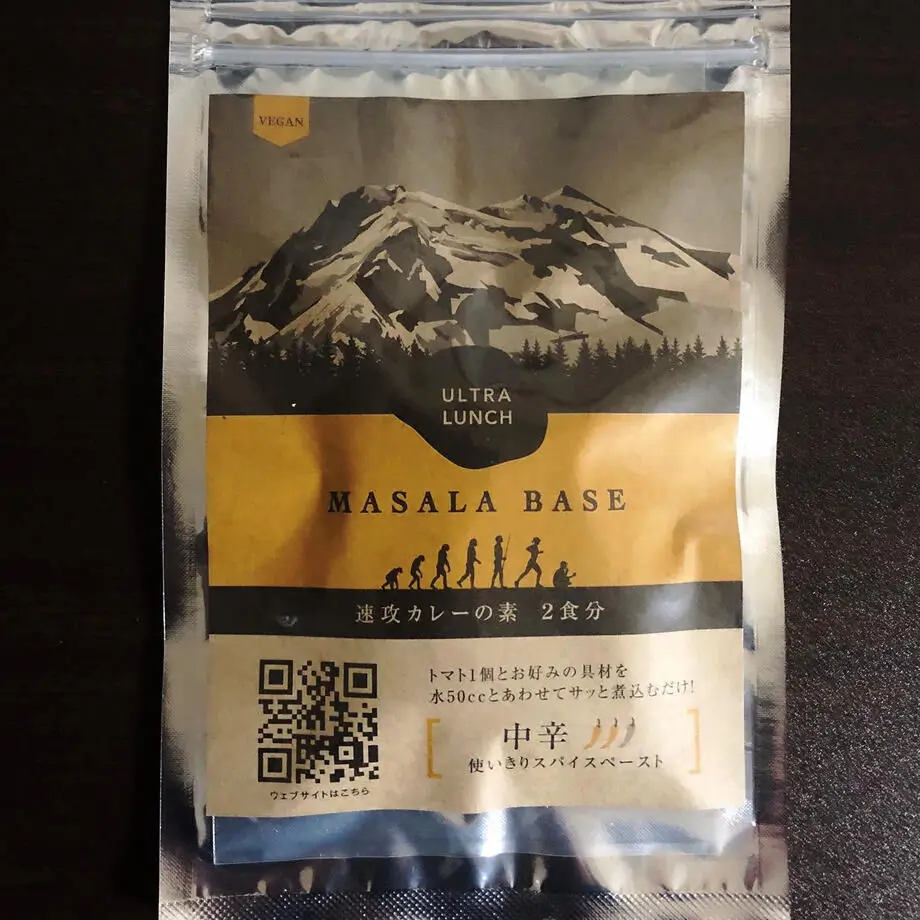 VEGAN
ULTRA
LUNCH
MASALA BASE
速攻カレーの素 2食分
トマト1個とお好みの具材を
水50ccとあわせてサッと煮込むだけ!
中辛
使いきりスパイスペースト
ウェブサイトはこちら